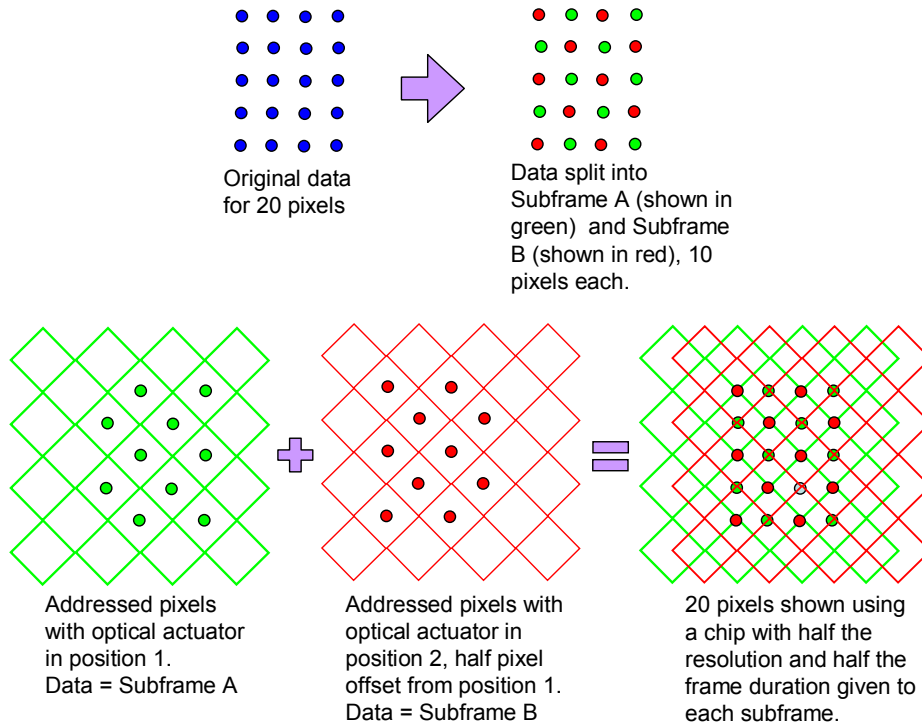 Original data
for 20 pixels
Data split into
Subframe A (shown in
green) and Subframe
B (shown in red), 10
pixels each.
Addressed pixels
with optical actuator
in position 1.
Data = Subframe A
Addressed pixels with
optical actuator in
position 2, half pixel
offset from position 1.
Data = Subframe B
20 pixels shown using
a chip with half the
resolution and half the
frame duration given to
each subframe.